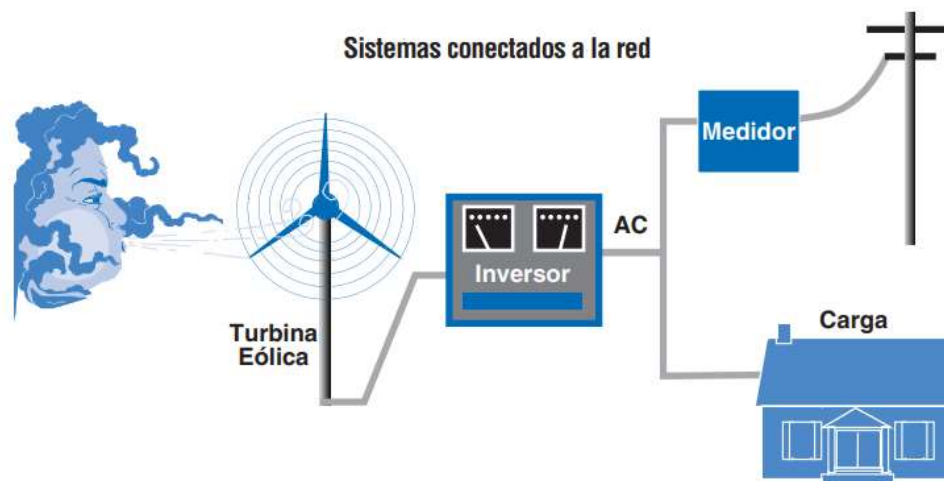 Sistemas conectados a la red
Medidor
AC
Inversor
Turbina
Eólica
Carga